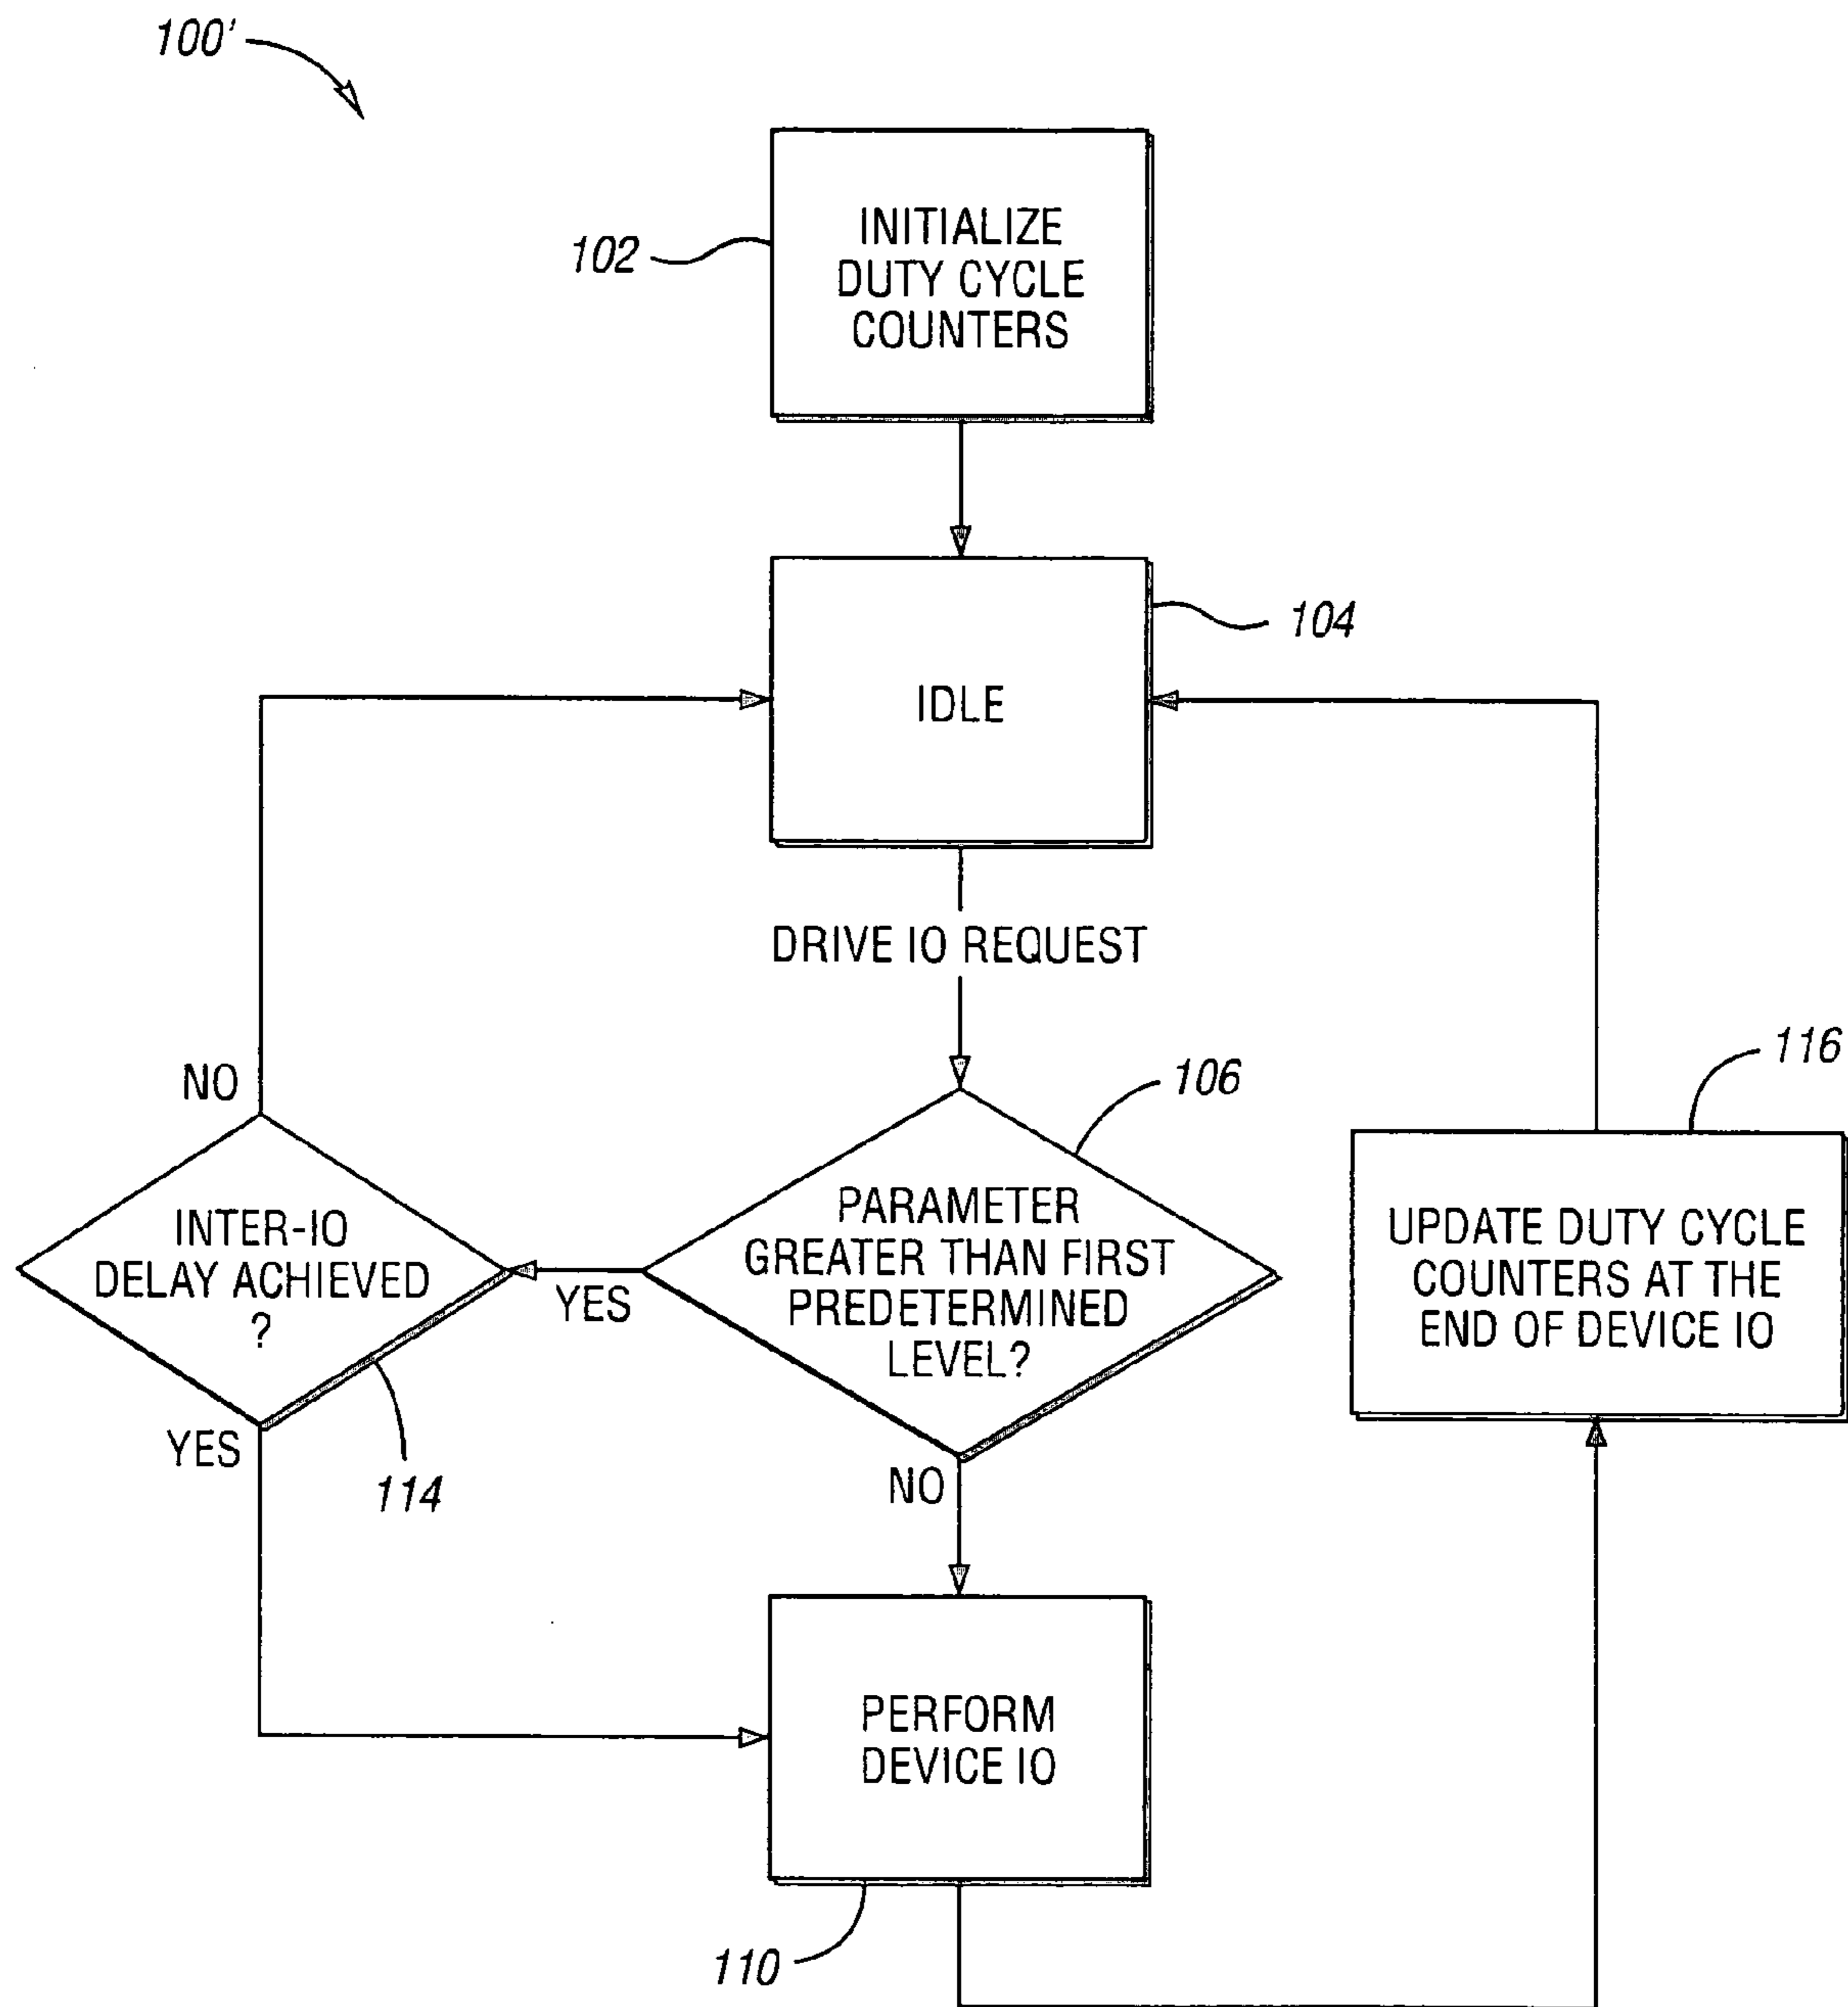 100'
INITIALIZE
DUTY CYCLE
COUNTERS
102
104
IDLE
DRIVE IO REQUEST
NO
106
116
INTER-IO
DELAY ACHIEVED
?
YES
PARAMETER
GREATER THAN FIRST
PREDETERMINED
LEVEL?
UPDATE DUTY CYCLE
COUNTERS AT THE
END OF DEVICE IO
YES
114
NO
PERFORM
DEVICE IO
110